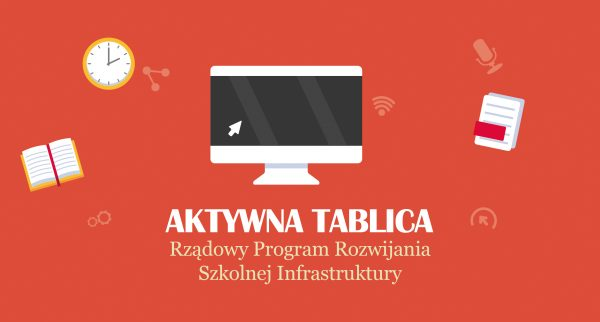 AKTYWNA TABLICA
Rządowy Program Rozwijania
Szkolnej Infrastruktury